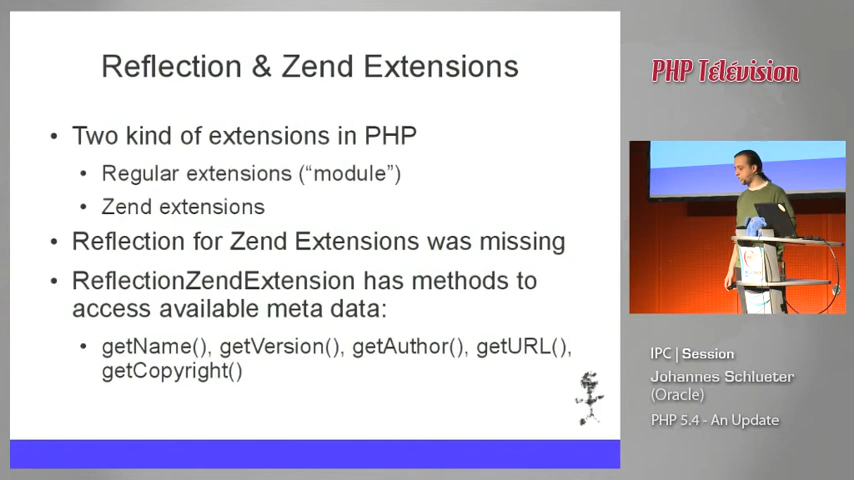 Reflection & Zend Extensions
• Two kind of extensions in PHP
• Regular extensions (“module”)
• Zend extensions
• Reflection for Zend Extensions was missing
• ReflectionZendExtension has methods to
access available meta data:
• getName(), getVersion(), getAuthor(), getURL(),
getCopyright()
PHP Télévision
IPC | Session
Johannes Schlueter
(Oracle)
PHP 5.4 - An Update